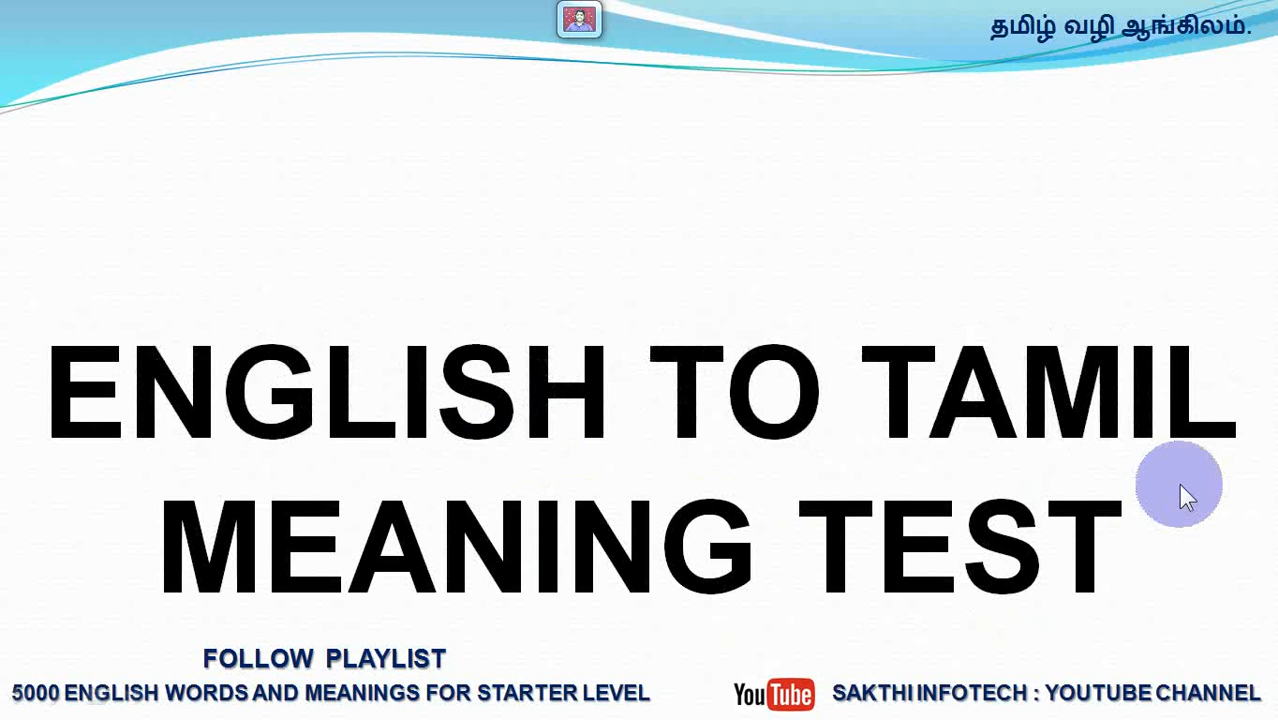 தமிழ் வழி ஆங்கிலம்.
ENGLISH TO TAMIL
MEANING TEST
FOLLOW PLAYLIST
5000 ENGLISH WORDS AND MEANINGS FOR STARTER LEVEL
YouTube SAKTHI INFOTECH : YOUTUBE CHANNEL